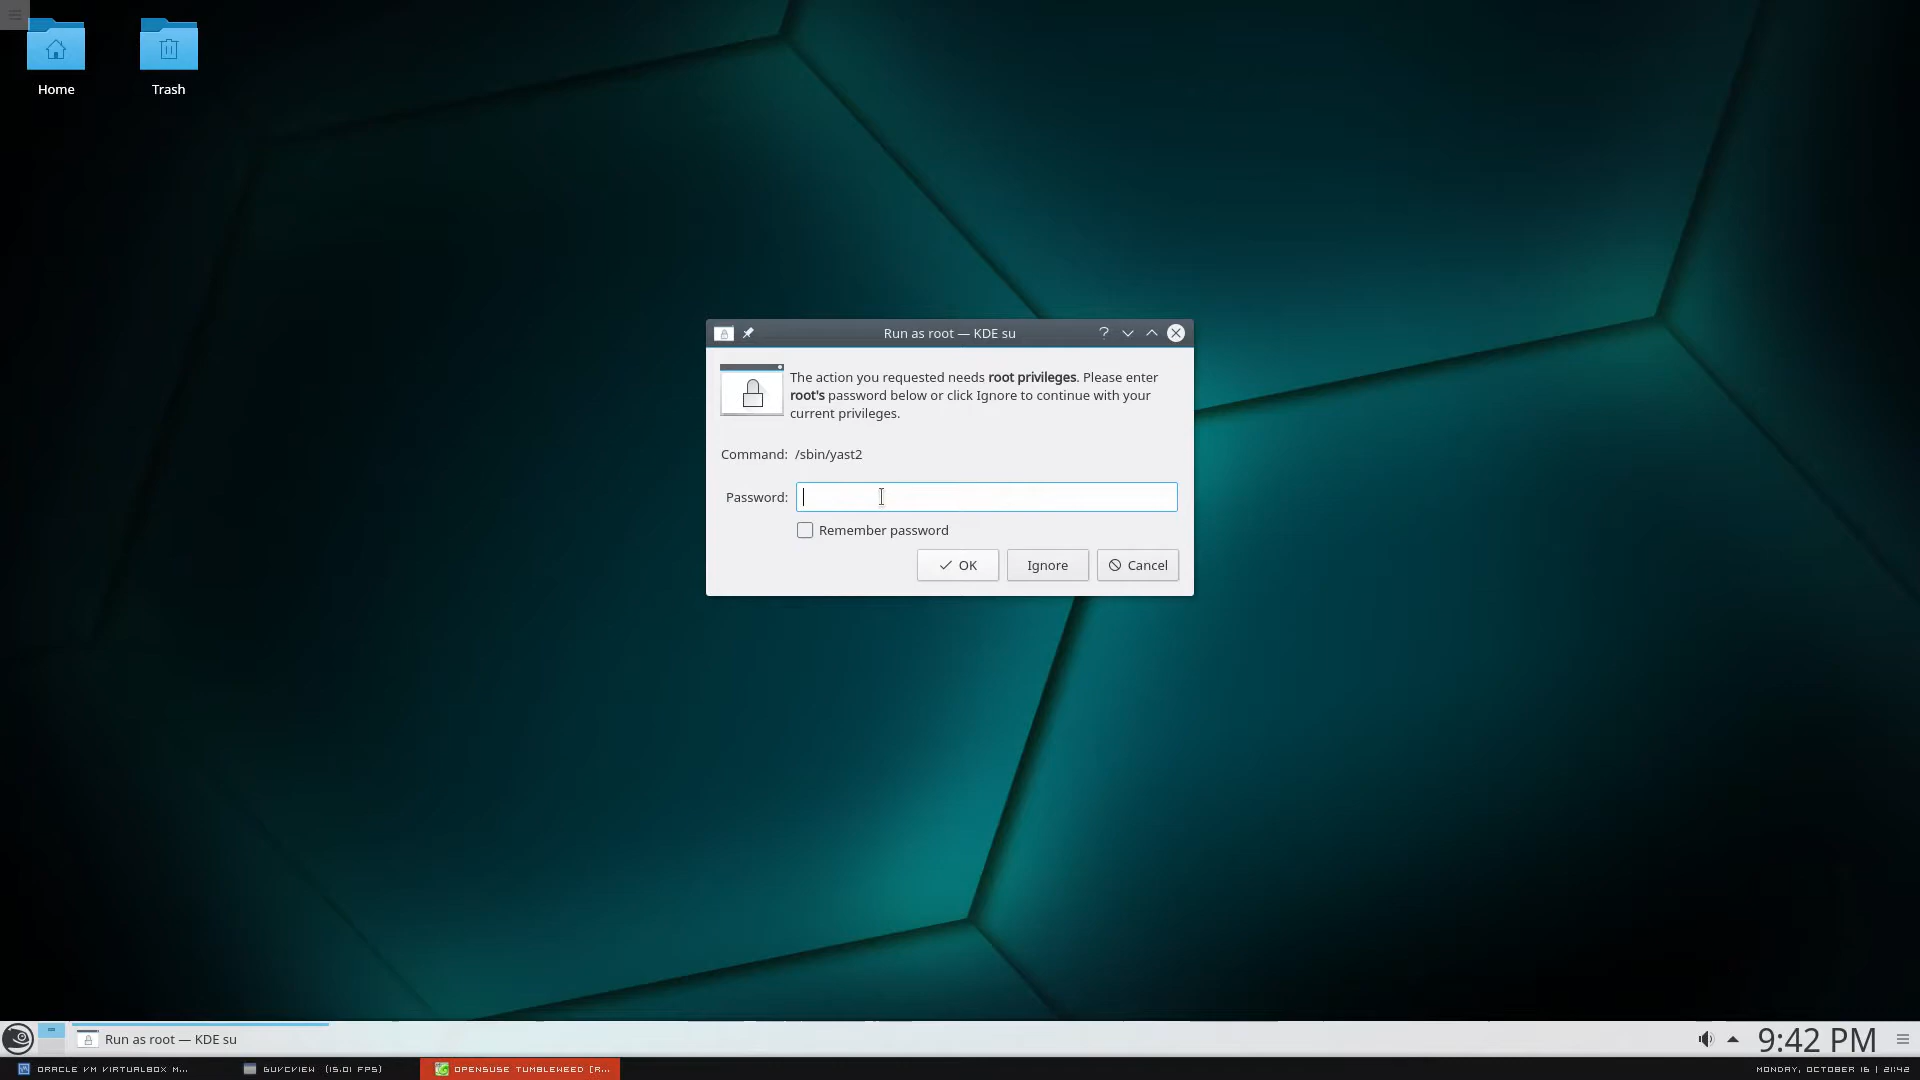 Home
Trash
Run as root — KDE su
The action you requested needs root privileges. Please enter
root's password below or click Ignore to continue with your
current privileges.
Command: /sbin/yast2
Password:
Remember password
OK
Ignore
Cancel
Run as root — KDE su
9:42 PM
ORACLE VM VIRTUALBOX M...
GUVCVIEW (15.01 FPS)
OPENSUSE TUMBLEWEED [R...
MONDAY, OCTOBER 16 | 21:42